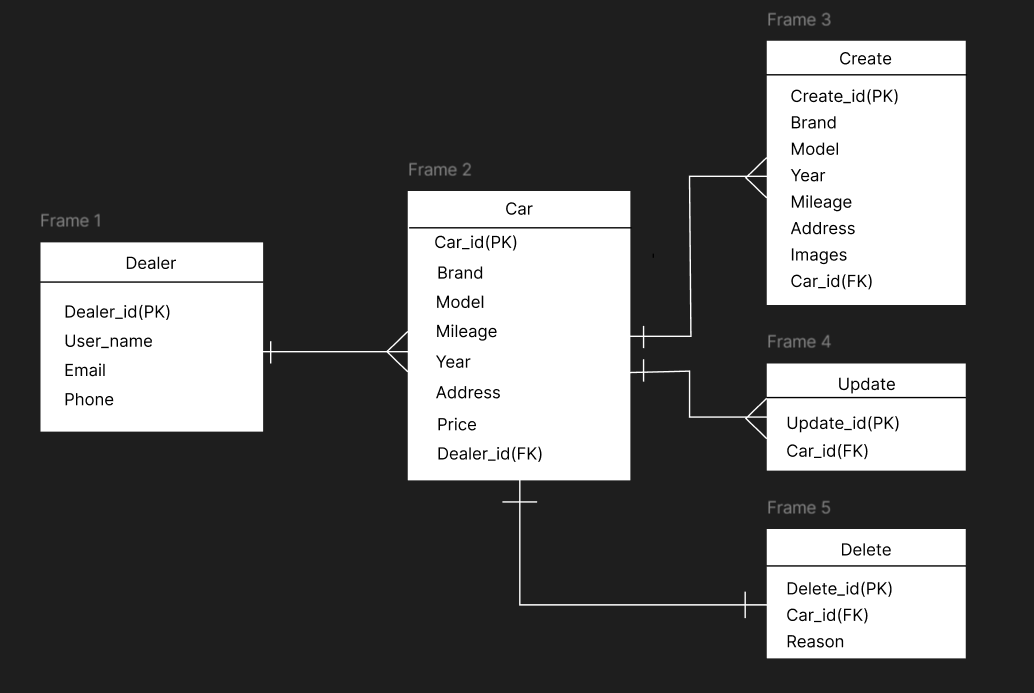 Frame 1
Dealer
Dealer_id(PK)
User_name
Email
Phone
Frame 2
Car
Car_id(PK)
Brand
Model
Mileage
Year
Address
Price
Dealer_id(FK)
Frame 3
Create
Create_id(PK)
Brand
Model
Year
Mileage
Address
Images
Car_id(FK)
Frame 4
Update
Update_id(PK)
Car_id(FK)
Frame 5
Delete
Delete_id(PK)
Car_id(FK)
Reason